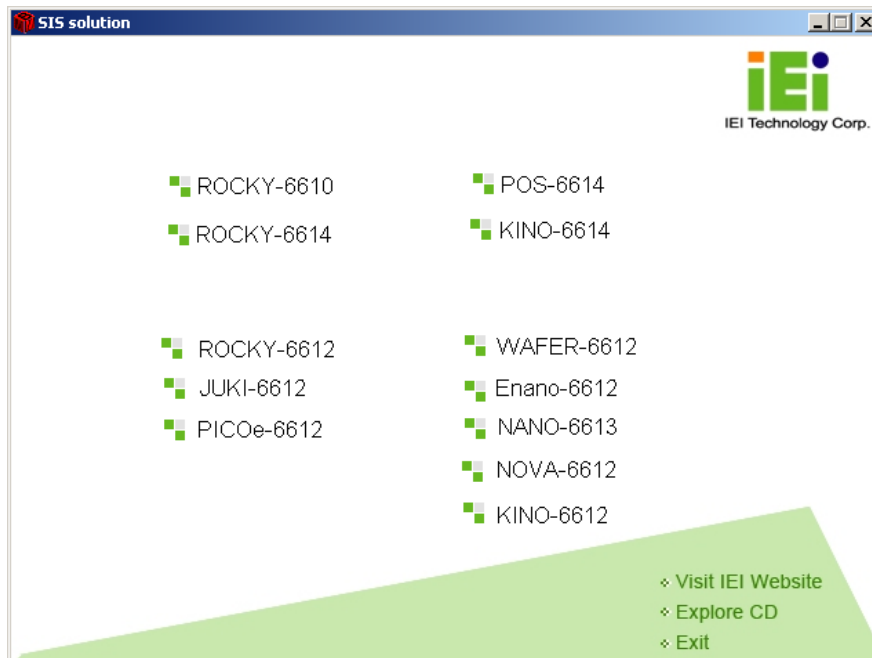 SIS solution
iEi
IEI Technology Corp.
ROCKY-6610
POS-6614
ROCKY-6614
KINO-6614
ROCKY-6612
WAFER-6612
JUKI-6612
Enano-6612
PICOe-6612
NANO-6613
NOVA-6612
KINO-6612
Visit IEI Website
Explore CD
Exit